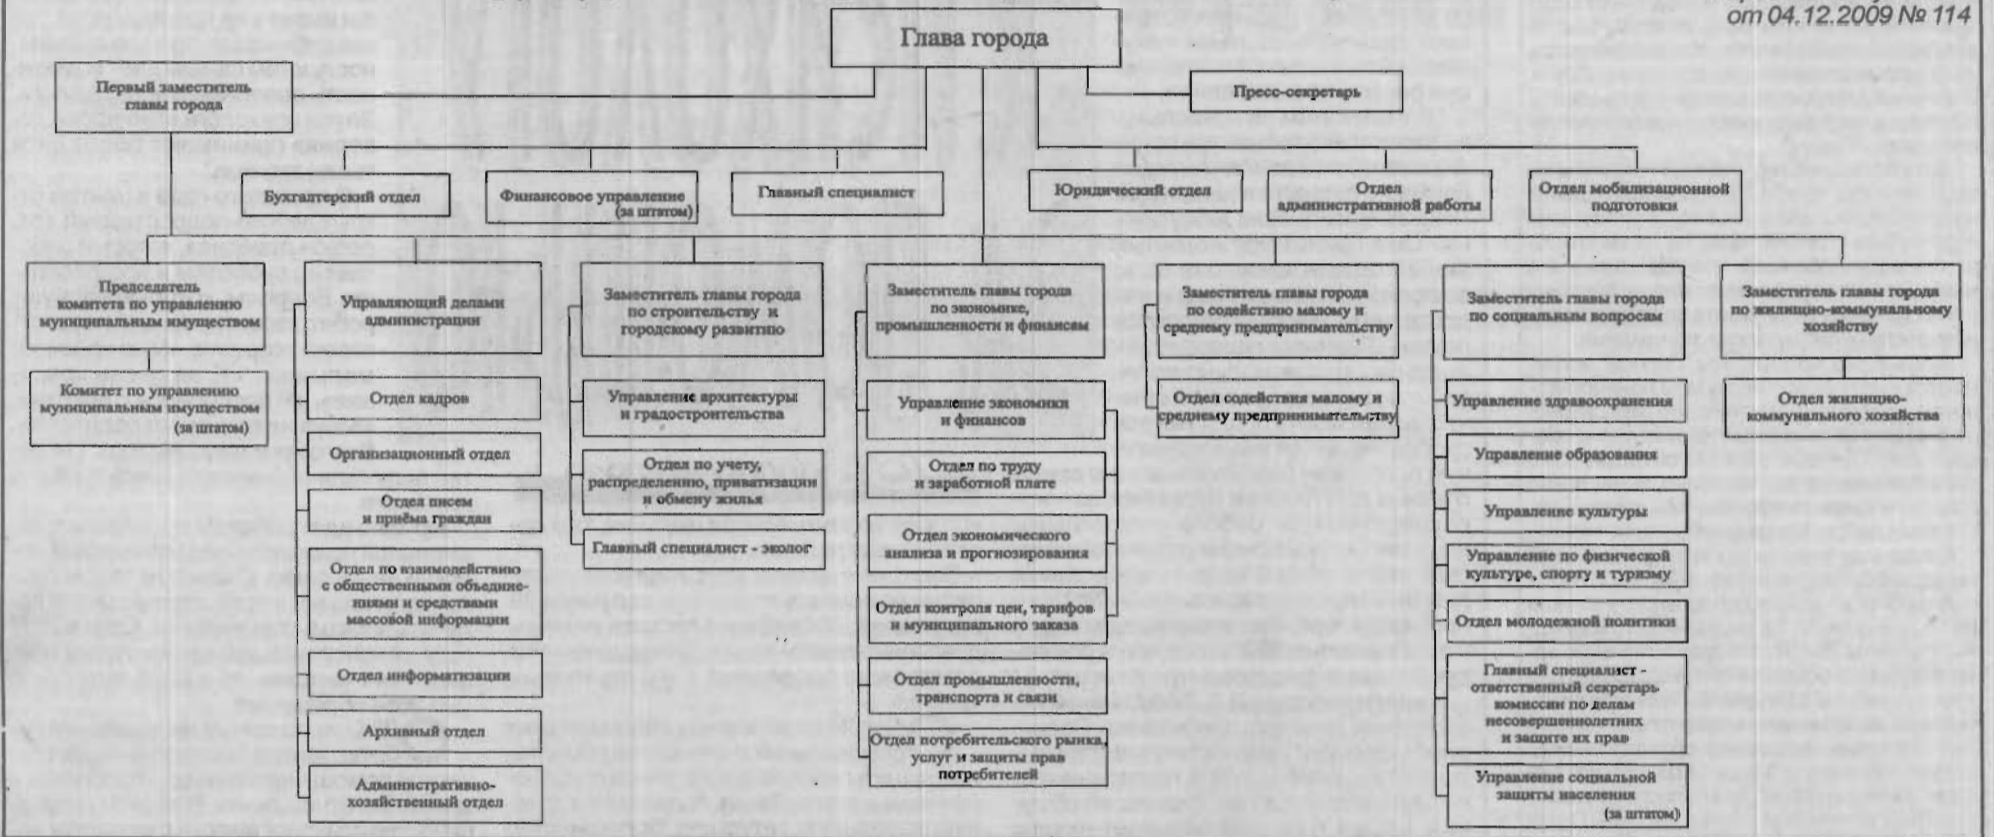 от 04.12.2009 № 114
Глава города
Первый заместитель
главы города
Пресс-секретарь
Бухгалтерский отдел
Финансовое управление
(за штатом)
Главный специалист
Юридический отдел
Отдел
административной работы
Отдел мобилизационной
подготовки
Председатель
комитета по управлению
муниципальным имуществом
Комитет по управлению
муниципальным имуществом
(за штатом)
Управляющий делами
администрации
Отдел кадров
Организационный отдел
Отдел писем
и приёма граждан
Отдел по взаимодействию
с общественными объедине-
ниями и средствами
массовой информации
Отдел информатизации
Архивный отдел
Административно-
хозяйственный отдел
Заместитель главы города
по строительству и
городскому развитию
Управление архитектуры
и градостроительства
Отдел по учету,
распределению, приватизации
и обмену жилья
Главный специалист - эколог
Заместитель главы города
по экономике,
промышленности и финансам
Управление экономики
и финансов
Отдел по труду
и заработной плате
Отдел экономического
анализа и прогнозирования
Отдел контроля цен, тарифов
и муниципального заказа
Отдел промышленности,
транспорта и связи
Отдел потребительского рынка,
услуг и защиты прав
потребителей
Заместитель главы города
по содействию малому и
среднему предпринимательству
Отдел содействия малому и
среднему предпринимательству
Заместитель главы города
по социальным вопросам
Управление здравоохранения
Управление образования
Управление культуры
Управление по физической
культуре, спорту и туризму
Отдел молодежной политики
Главный специалист -
ответственный секретарь
комиссии по делам
несовершеннолетних
и защите их прав
Управление социальной
защиты населения
(за штатом)
Заместитель главы города
по жилищно-коммунальному
хозяйству
Отдел жилищно-
коммунального хозяйства